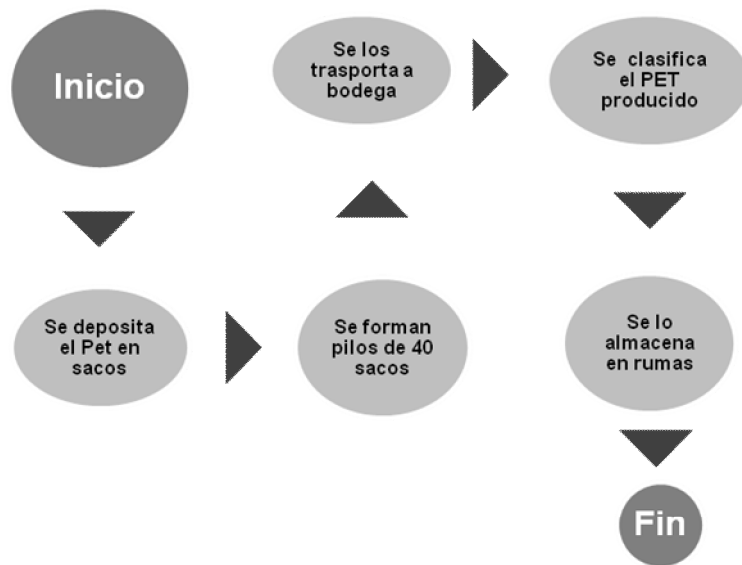 Inicio
Se deposita
el Pet en
sacos
Se forman
pilos de 40
sacos
Se los
trasporta a
bodega
Se clasifica
el PET
producido
Se lo
almacena
en rumas
Fin